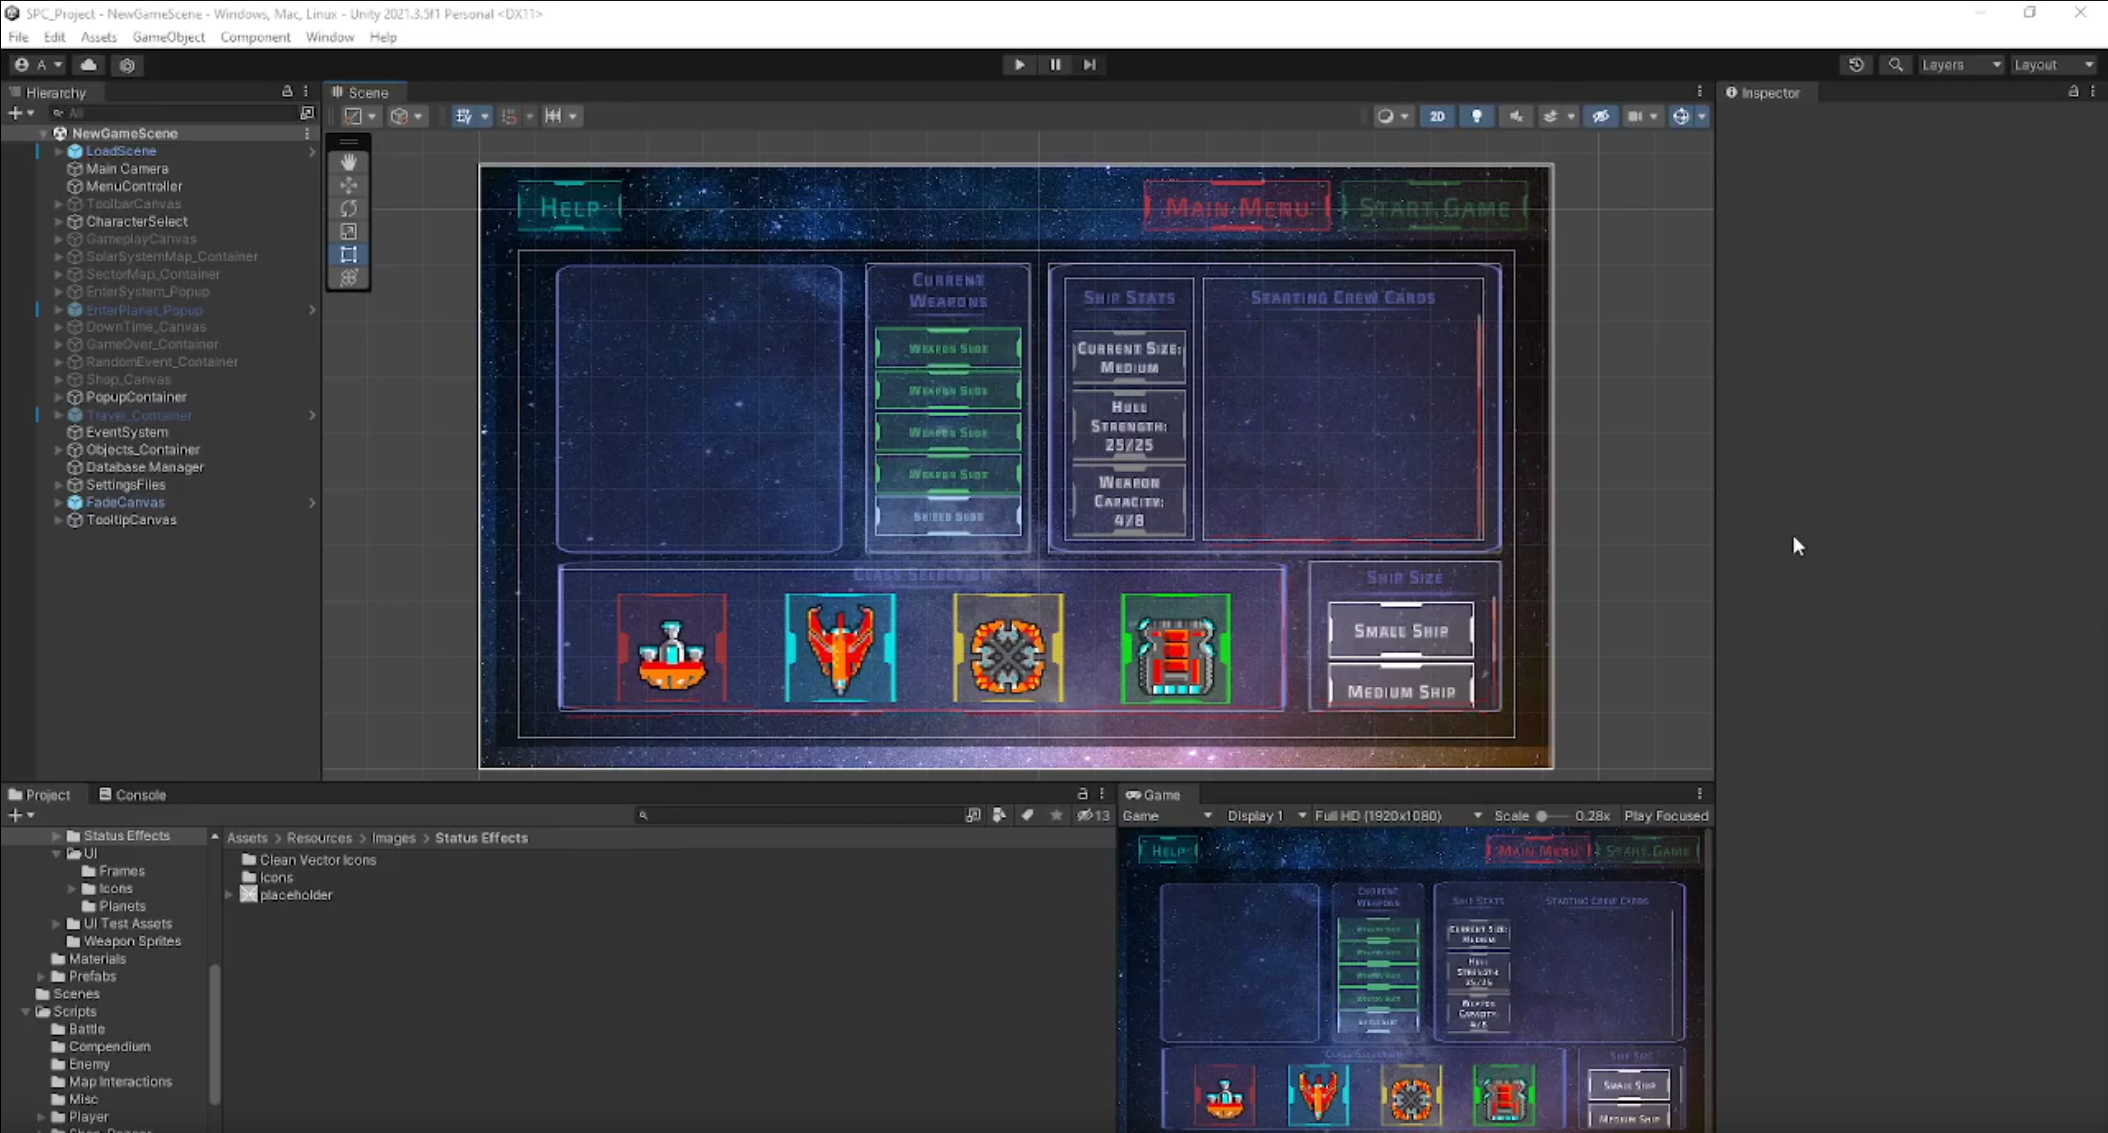 SPC_Project - NewGameScene - Windows, Mac, Linux - Unity 2021.3.5f1 Personal <DX11>
File Edit Assets GameObject Component Window Help
A
Layers Layout
Hierarchy
All
NewGameScene
LoadScene
Main Camera
MenuController
ToolbarCanvas
CharacterSelect
GameplayCanvas
SolarSystemMap_Container
SectorMap_Container
EnterSystem_Popup
EnterPlanet_Popup
DownTime_Canvas
GameOver_Container
RandomEvent_Container
Shop_Canvas
PopupContainer
Travel_Container
EventSystem
Objects_Container
Database Manager
SettingsFiles
FadeCanvas
TooltipCanvas
Scene
2D
Help
Main Menu
Start Game
Current
Weapons
Weapon Slot
Weapon Slot
Weapon Slot
Weapon Slot
Shield Slot
Ship Stats
Current Size:
Medium
Hull
Strength:
25/25
Weapon
Capacity:
4/8
Starting Crew Cards
Class Selection
Ship Size
Small Ship
Medium Ship
Inspector
Project Console
13
Status Effects
UI
Frames
Icons
Planets
UI Test Assets
Weapon Sprites
Materials
Prefabs
Scenes
Scripts
Battle
Compendium
Enemy
Map Interactions
Misc
Player
Assets > Resources > Images > Status Effects
Clean Vector Icons
Icons
placeholder
Game
Game Display 1 Full HD (1920x1080) Scale 0.28x Play Focused
Help
Main Menu
Start Game
Current
Weapons
Ship Stats
Current Size:
Medium
Hull
Strength:
25/25
Weapon
Capacity:
4/8
Starting Crew Cards
Class Selection
Ship Size
Small Ship
Medium Ship